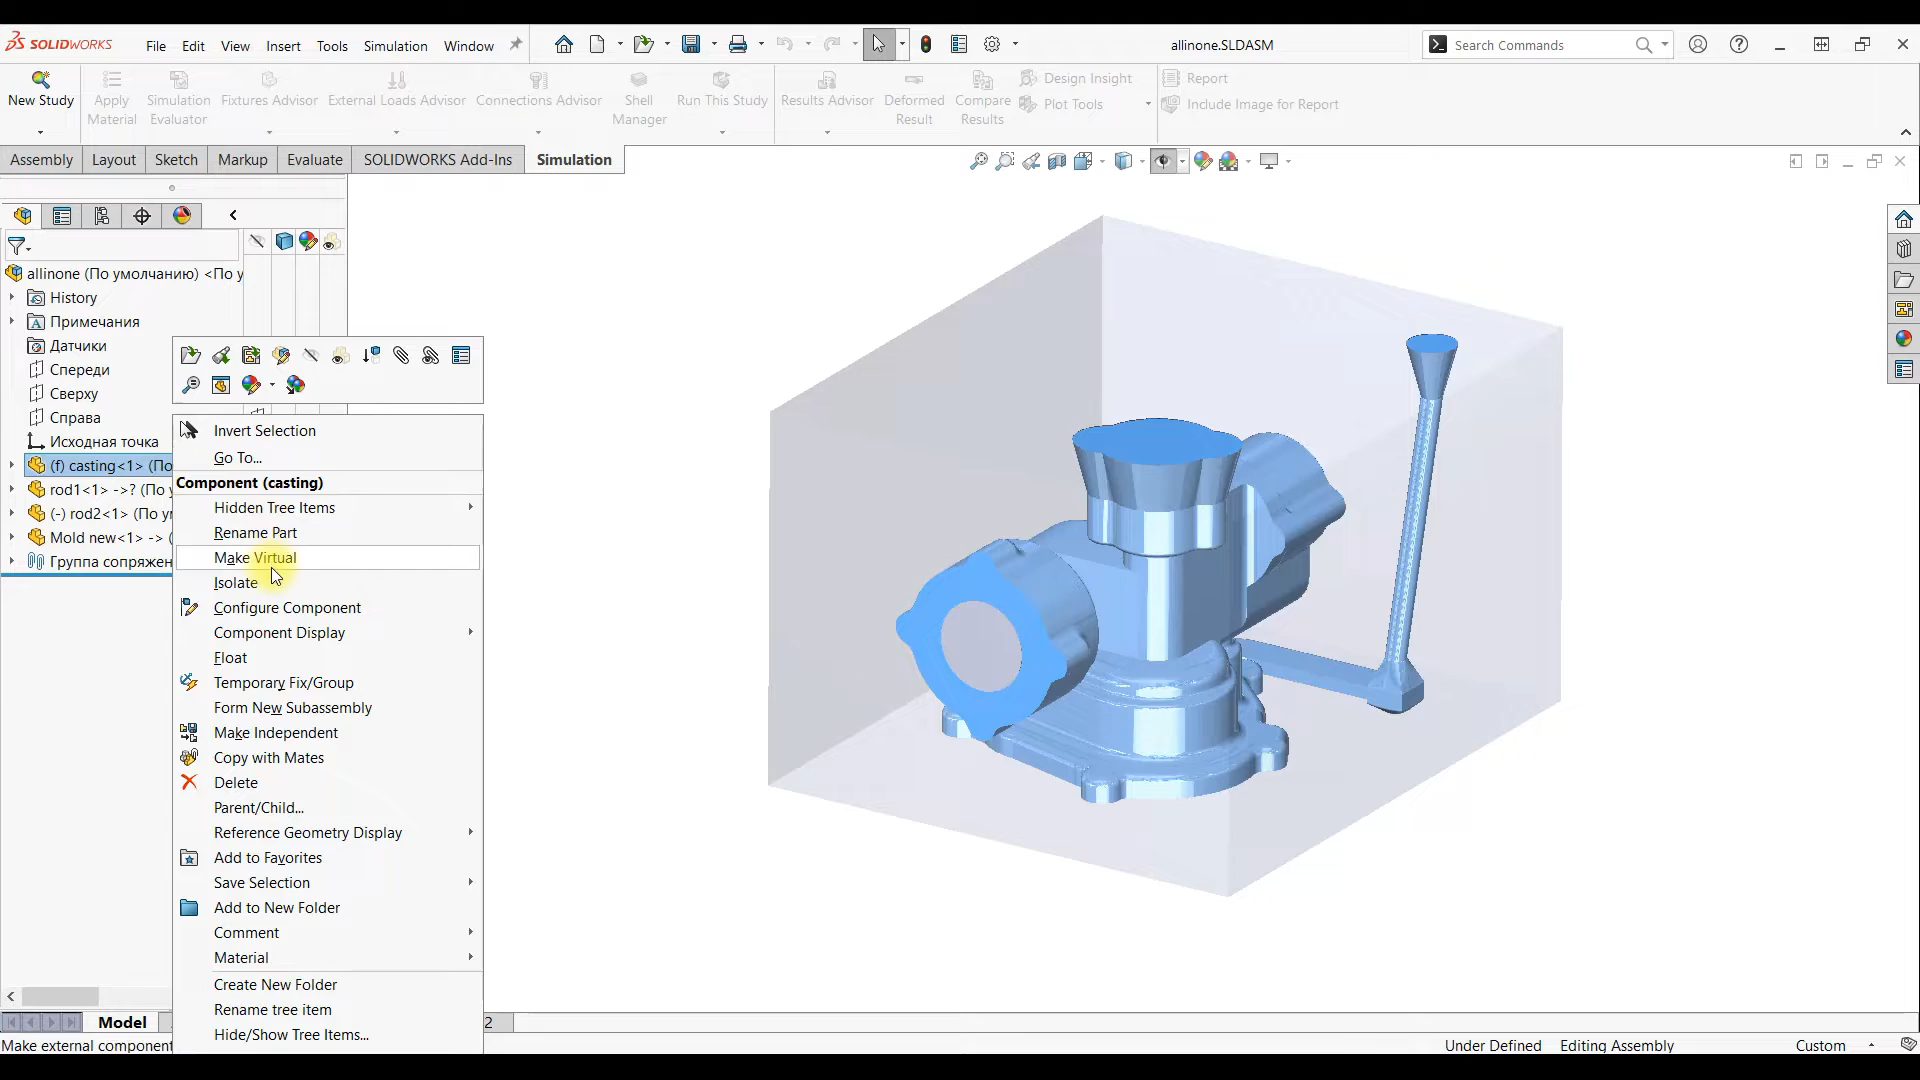 SOLIDWORKS File Edit View Insert Tools Simulation Window allinone.SLDASM Search Commands
New Study Apply Material Simulation Evaluator Fixtures Advisor External Loads Advisor Connections Advisor Shell Manager Run This Study Results Advisor Deformed Result Compare Results Design Insight Plot Tools Report Include Image for Report
Assembly Layout Sketch Markup Evaluate SOLIDWORKS Add-Ins Simulation
allinone (По умолчанию) <По у
History
Примечания
Датчики
Спереди
Сверху
Справа
Исходная точка
(f) casting<1> (По
rod1<1> ->? (По у
(-) rod2<1> (По ум
Mold new<1> -> (
Группа сопряжен
Invert Selection
Go To...
Component (casting)
Hidden Tree Items
Rename Part
Make Virtual
Isolate
Configure Component
Component Display
Float
Temporary Fix/Group
Form New Subassembly
Make Independent
Copy with Mates
Delete
Parent/Child...
Reference Geometry Display
Add to Favorites
Save Selection
Add to New Folder
Comment
Material
Create New Folder
Rename tree item
Hide/Show Tree Items...
Model 2
Make external component Under Defined Editing Assembly Custom